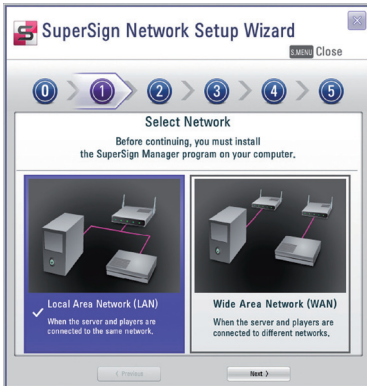 SuperSign Network Setup Wizard
S.MENU Close
0 1 2 3 4 5
Select Network
Before continuing, you must install
the SuperSign Manager program on your computer.
Local Area Network (LAN)
When the server and players are
connected to the same network.
Wide Area Network (WAN)
When the server and players are
connected to different networks.
< Previous
Next >